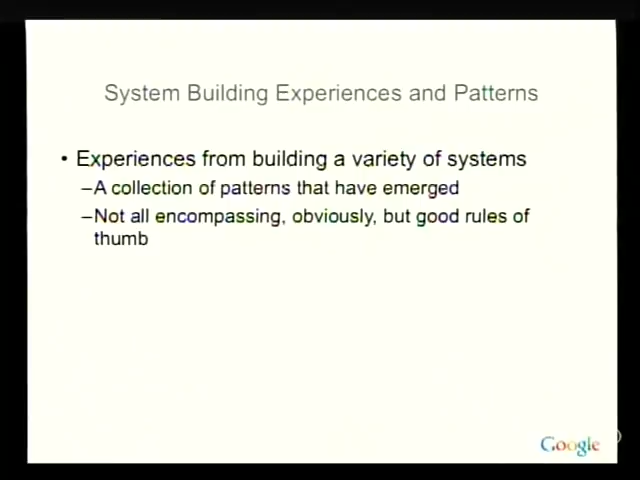 System Building Experiences and Patterns
• Experiences from building a variety of systems
–A collection of patterns that have emerged
–Not all encompassing, obviously, but good rules of
thumb
Google